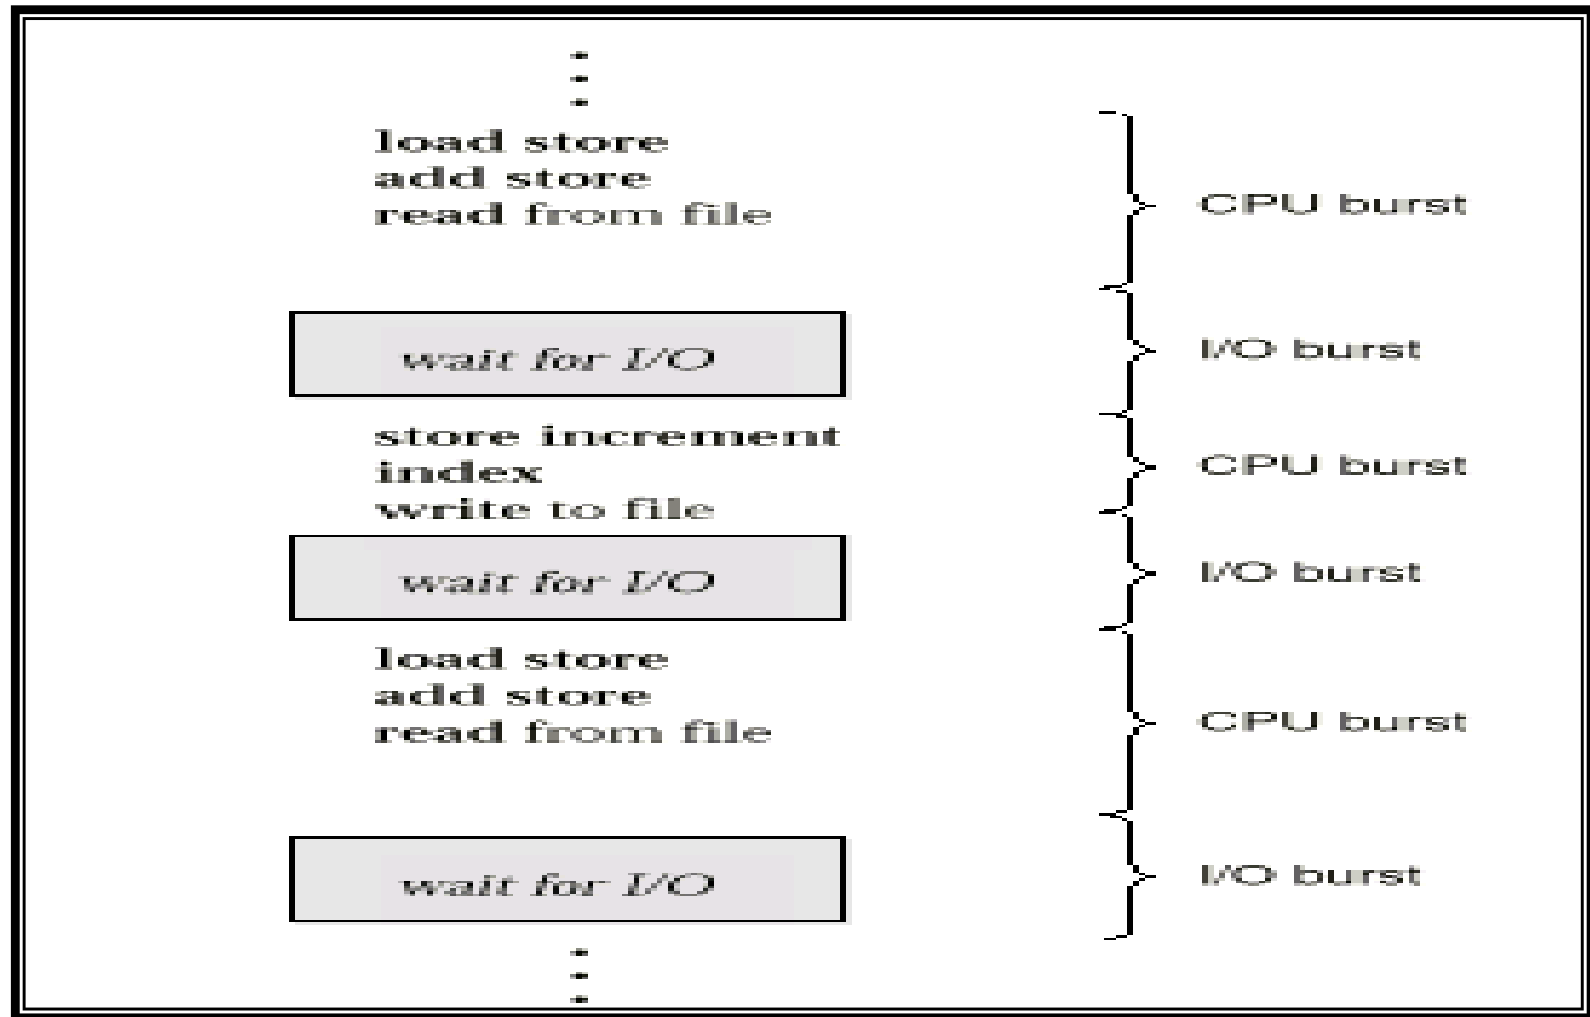 load store
add store
read from file
CPU burst
wait for I/O
I/O burst
store increment
index
write to file
CPU burst
wait for I/O
I/O burst
load store
add store
read from file
CPU burst
wait for I/O
I/O burst